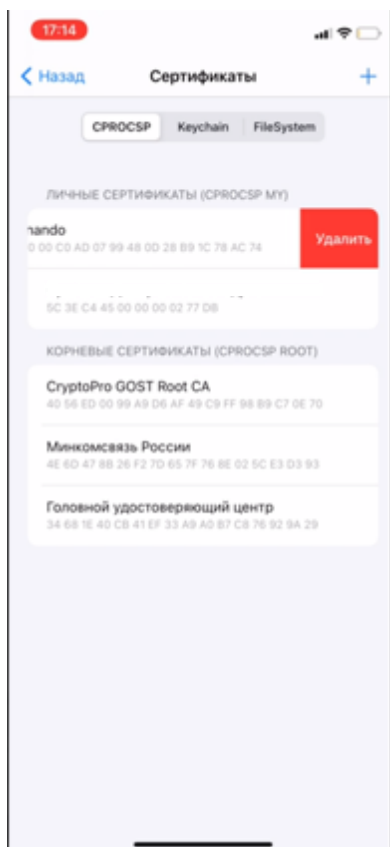 17:14
Назад Сертификаты +
CPROCSP Keychain FileSystem
ЛИЧНЫЕ СЕРТИФИКАТЫ (CPROCSP MY)
nando
0 00 C0 AD 07 99 48 0D 28 B9 1C 78 AC 74
Удалить
5C 3E C4 45 00 00 00 02 77 DB
КОРНЕВЫЕ СЕРТИФИКАТЫ (CPROCSP ROOT)
CryptoPro GOST Root CA
40 56 ED 00 99 A9 D6 AF 49 C9 FF 98 B9 C7 0E 70
Минкомсвязь России
4E 6D 47 8B 26 F2 7D 65 7F 76 8E 02 5C E3 D3 93
Головной удостоверяющий центр
34 68 1E 40 CB 41 EF 33 A9 A0 B7 C8 76 92 9A 29